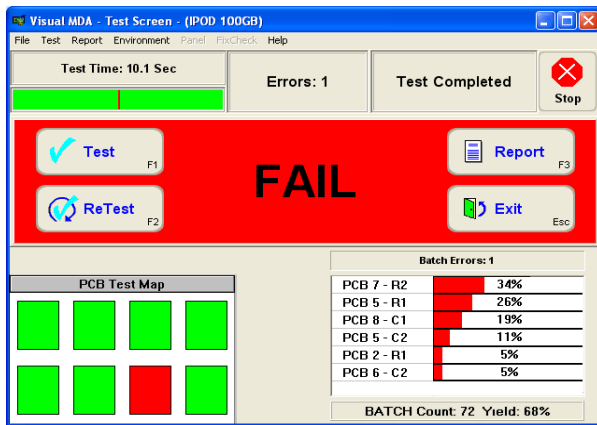 Visual MDA - Test Screen - (IPOD 100GB)
File Test Report Environment Panel FixCheck Help
Test Time: 10.1 Sec
Errors: 1
Test Completed
Stop
Test
F1
FAIL
Report
F3
ReTest
F2
Exit
Esc
Batch Errors: 1
PCB Test Map
PCB 7 - R2 34%
PCB 5 - R1 26%
PCB 8 - C1 19%
PCB 5 - C2 11%
PCB 2 - R1 5%
PCB 6 - C2 5%
BATCH Count: 72 Yield: 68%